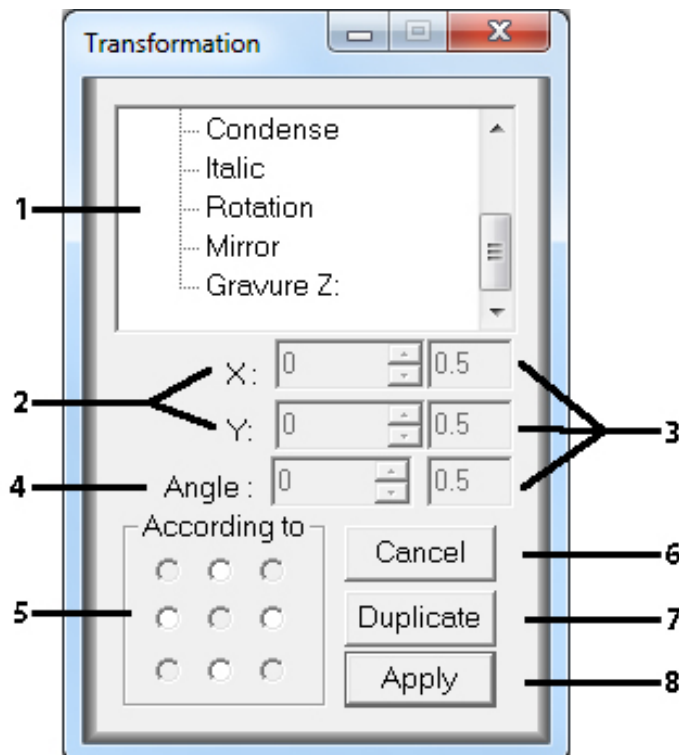 Transformation
Condense
Italic
1 Rotation
Mirror
Gravure Z:
X: 0 0.5
2 3
Y: 0 0.5
4 Angle : 0 0.5
According to
Cancel 6
5 Duplicate 7
Apply 8